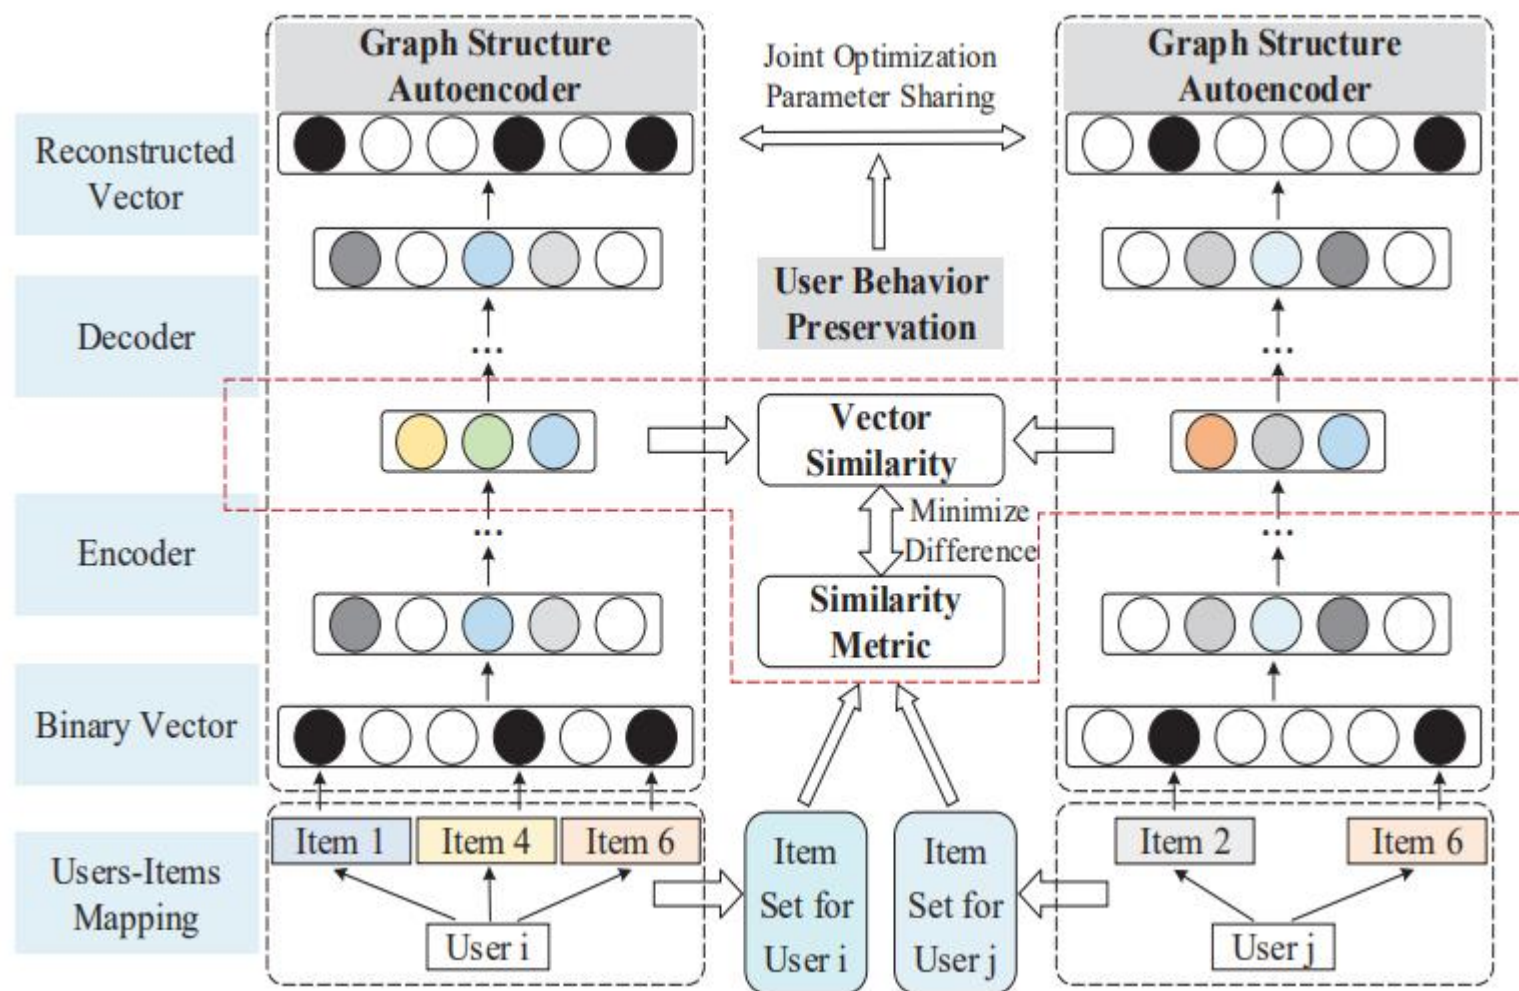 Graph Structure
Autoencoder
Joint Optimization
Parameter Sharing
Graph Structure
Autoencoder
Reconstructed
Vector
User Behavior
Preservation
Decoder
...
...
Vector
Similarity
Minimize
Difference
Encoder
...
...
Similarity
Metric
Binary Vector
Users-Items
Mapping
Item 1
Item 4
Item 6
User i
Item
Set for
User i
Item
Set for
User j
Item 2
Item 6
User j